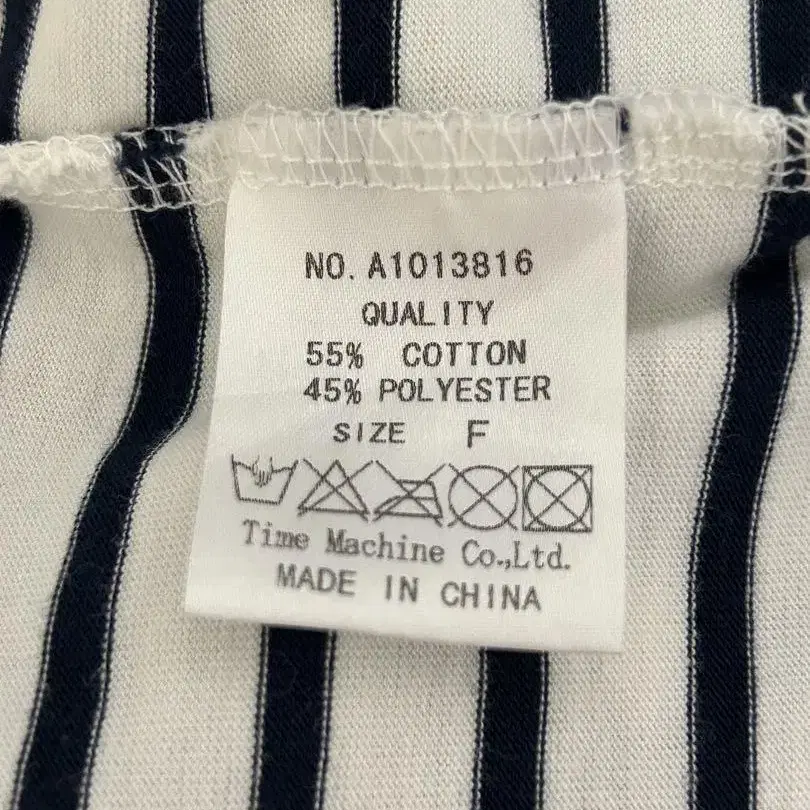 NO. A1013816
QUALITY
55% COTTON
45% POLYESTER
SIZE F
Time Machine Co.,Ltd.
MADE IN CHINA